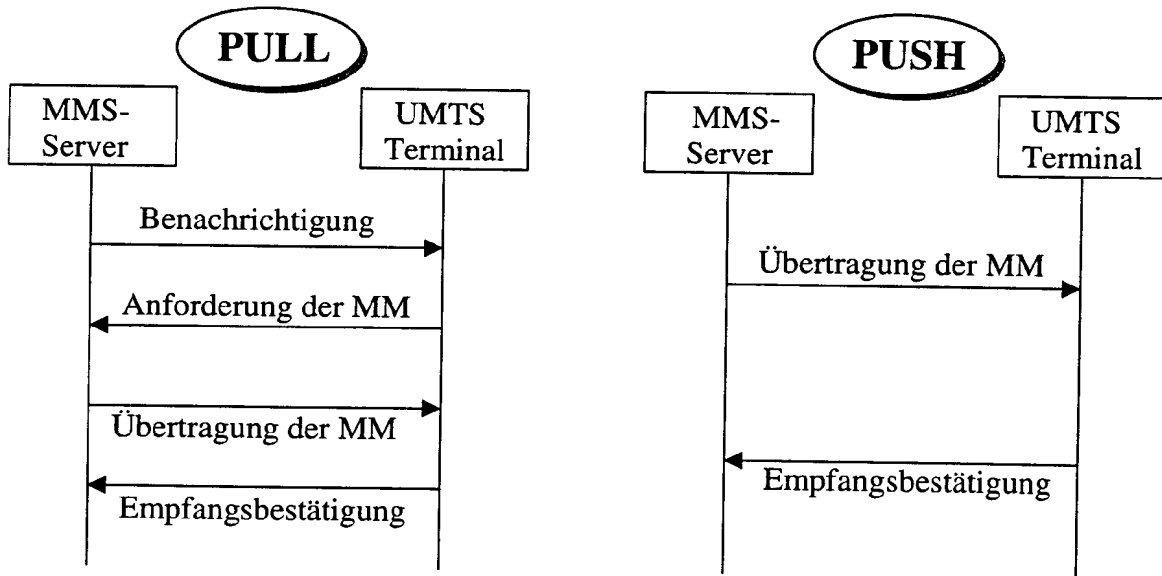 PULL
MMS-
Server
UMTS
Terminal
Benachrichtigung
Anforderung der MM
Übertragung der MM
Empfangsbestätigung
PUSH
MMS-
Server
UMTS
Terminal
Übertragung der MM
Empfangsbestätigung